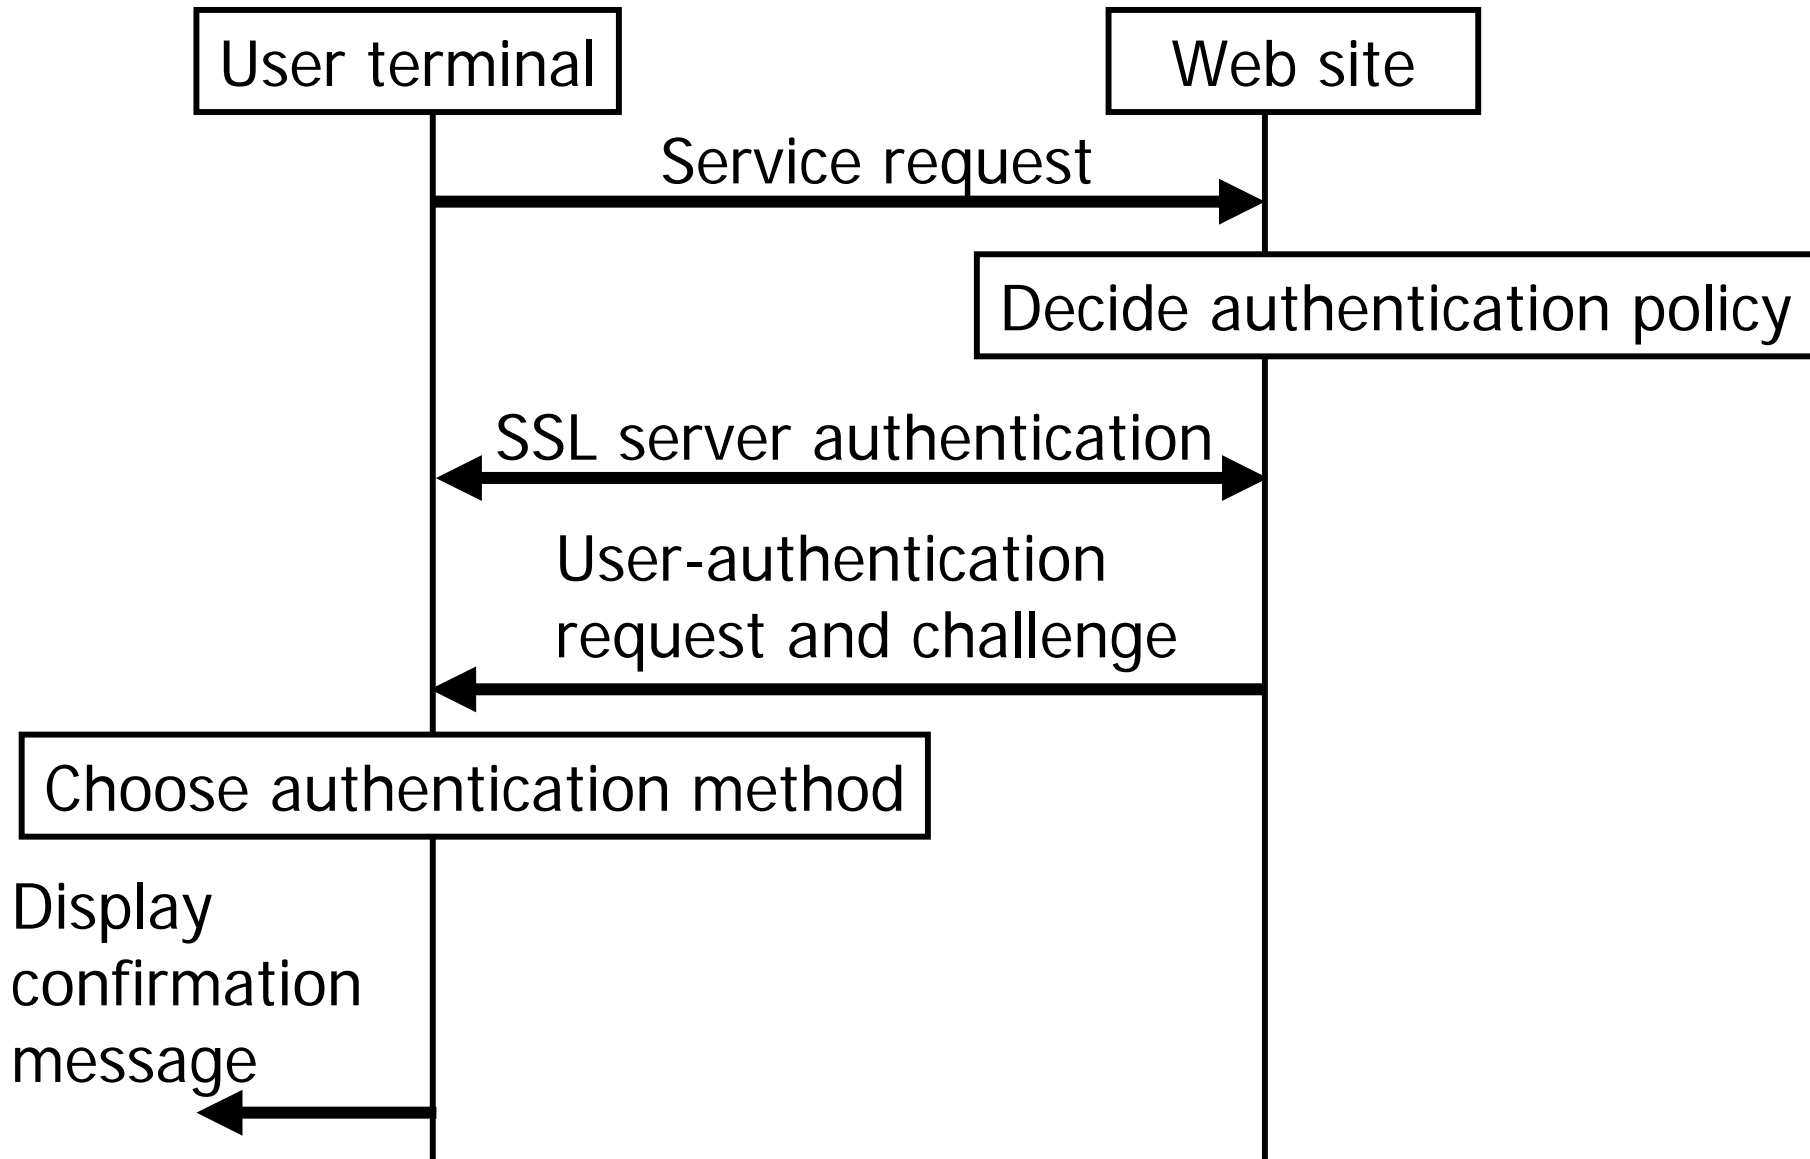 User terminal
Web site
Service request
Decide authentication policy
SSL server authentication
User-authentication
request and challenge
Choose authentication method
Display
confirmation
message